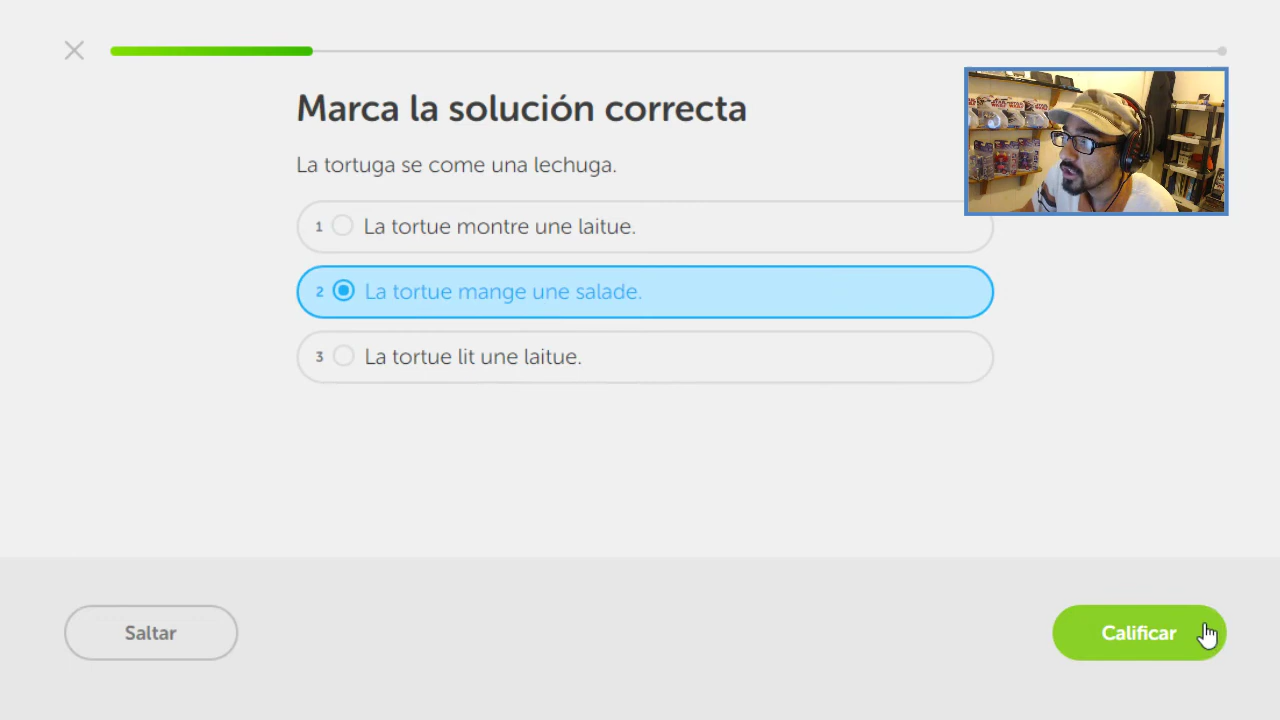 Marca la solución correcta
La tortuga se come una lechuga.
1 La tortue montre une laitue.
2 La tortue mange une salade.
3 La tortue lit une laitue.
Saltar
Calificar